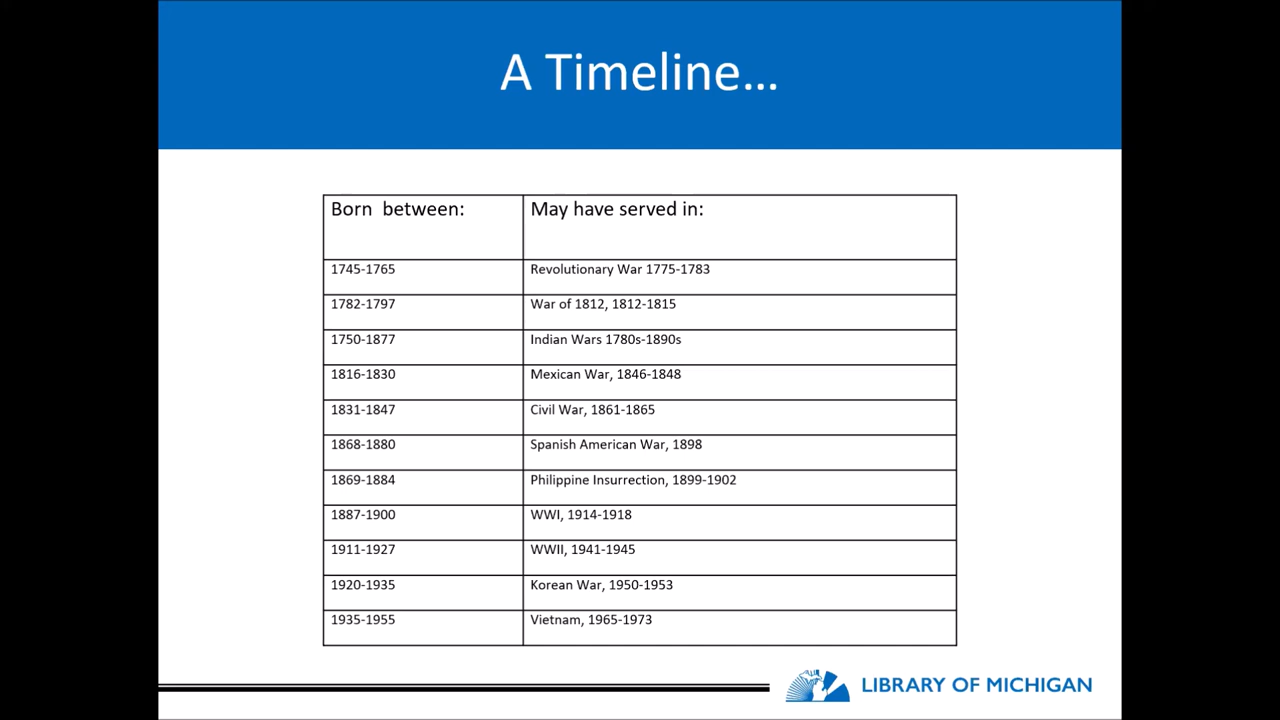 A Timeline...
Born  between: May have served in:
1745-1765 Revolutionary War 1775-1783
1782-1797 War of 1812, 1812-1815
1750-1877 Indian Wars 1780s-1890s
1816-1830 Mexican War, 1846-1848
1831-1847 Civil War, 1861-1865
1868-1880 Spanish American War, 1898
1869-1884 Philippine Insurrection, 1899-1902
1887-1900 WWI, 1914-1918
1911-1927 WWII, 1941-1945
1920-1935 Korean War, 1950-1953
1935-1955 Vietnam, 1965-1973
LIBRARY OF MICHIGAN